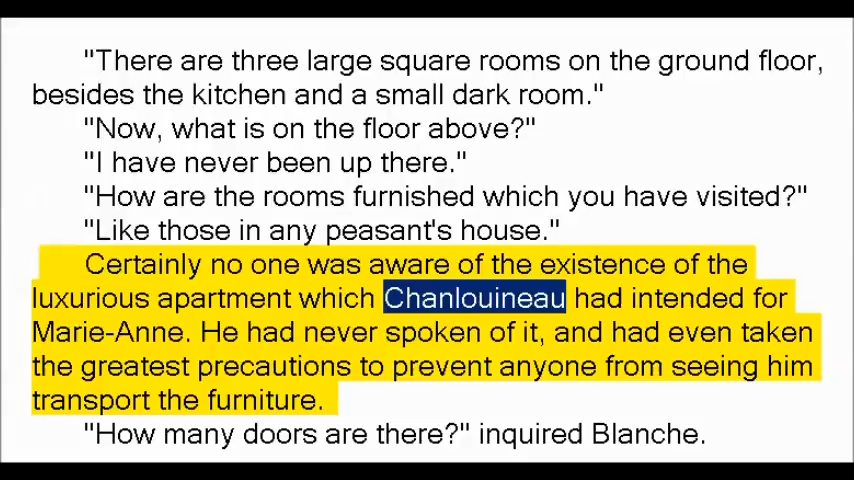 "There are three large square rooms on the ground floor,
besides the kitchen and a small dark room."
"Now, what is on the floor above?"
"I have never been up there."
"How are the rooms furnished which you have visited?"
"Like those in any peasant's house."
Certainly no one was aware of the existence of the
luxurious apartment which Chanlouineau had intended for
Marie-Anne. He had never spoken of it, and had even taken
the greatest precautions to prevent anyone from seeing him
transport the furniture.
"How many doors are there?" inquired Blanche.